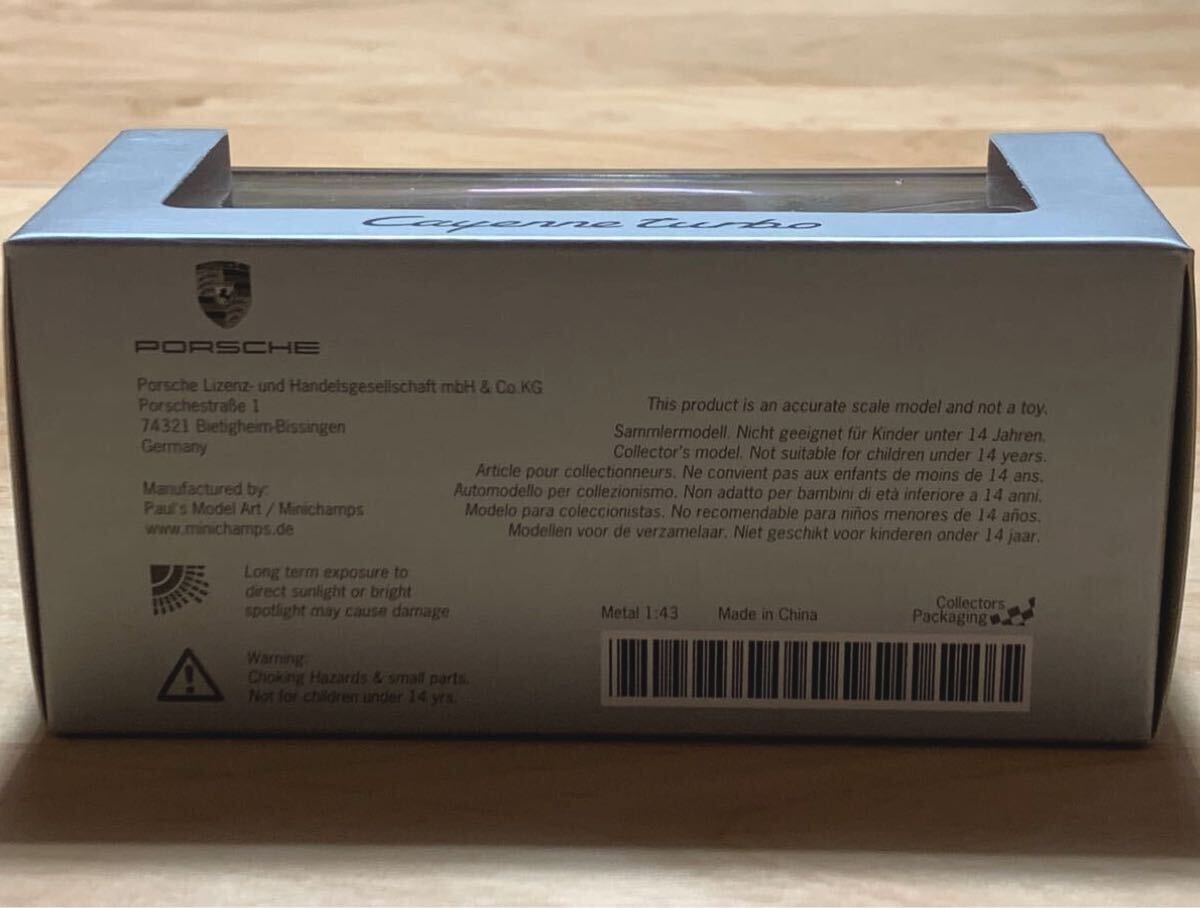 Cayenne turbo
PORSCHE
Porsche Lizenz- und Handelsgesellschaft mbH & Co.KG
Porschestraße 1
74321 Bietigheim-Bissingen
Germany
Manufactured by:
Paul's Model Art / Minichamps
www.minichamps.de
Long term exposure to
direct sunlight or bright
spotlight may cause damage
Warning:
Choking Hazards & small parts.
Not for children under 14 yrs.
This product is an accurate scale model and not a toy.
Sammlermodell. Nicht geeignet für Kinder unter 14 Jahren.
Collector's model. Not suitable for children under 14 years.
Article pour collectionneurs. Ne convient pas aux enfants de moins de 14 ans.
Automodello per collezionismo. Non adatto per bambini di età inferiore a 14 anni.
Modelo para coleccionistas. No recomendable para niños menores de 14 años.
Modellen voor de verzamelaar. Niet geschikt voor kinderen onder 14 jaar.
Metal 1:43 Made in China
Collectors
Packaging